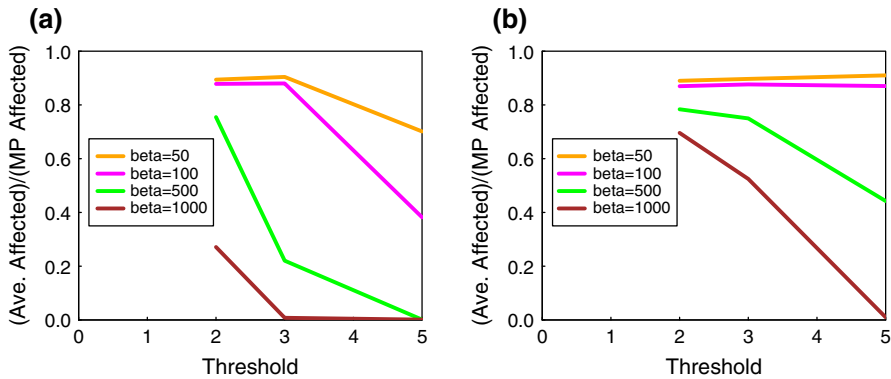 (a)
(Ave. Affected)/(MP Affected)
1.0
0.8
0.6
0.4
0.2
0.0
beta=50
beta=100
beta=500
beta=1000
0 1 2 3 4 5
Threshold
(b)
(Ave. Affected)/(MP Affected)
1.0
0.8
0.6
0.4
0.2
0.0
beta=50
beta=100
beta=500
beta=1000
0 1 2 3 4 5
Threshold